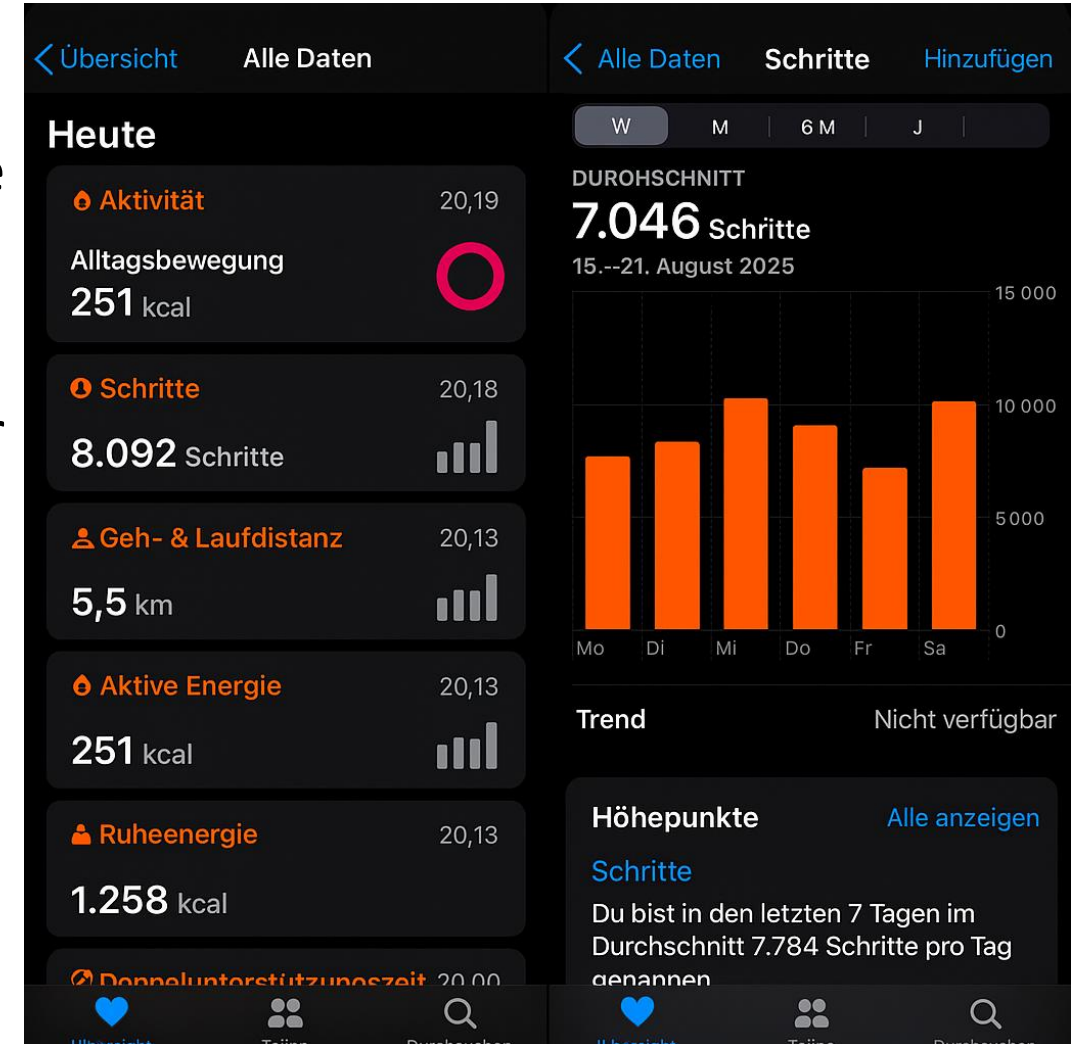 Übersicht
Alle Daten
Heute
Aktivität
20,19
Alltagsbewegung
251 kcal
Schritte
20,18
8.092 Schritte
Geh- & Laufdistanz
20,13
5,5 km
Aktive Energie
20,13
251 kcal
Ruheenergie
20,13
1.258 kcal
20.00
Alle Daten
Schritte
Hinzufügen
W M 6 M J
DUROHSCHNITT
7.046 Schritte
15.--21. August 2025
15 000
10 000
5000
0
Mo Di Mi Do Fr Sa
Trend
Nicht verfügbar
Höhepunkte
Alle anzeigen
Schritte
Du bist in den letzten 7 Tagen im
Durchschnitt 7.784 Schritte pro Tag
genannen